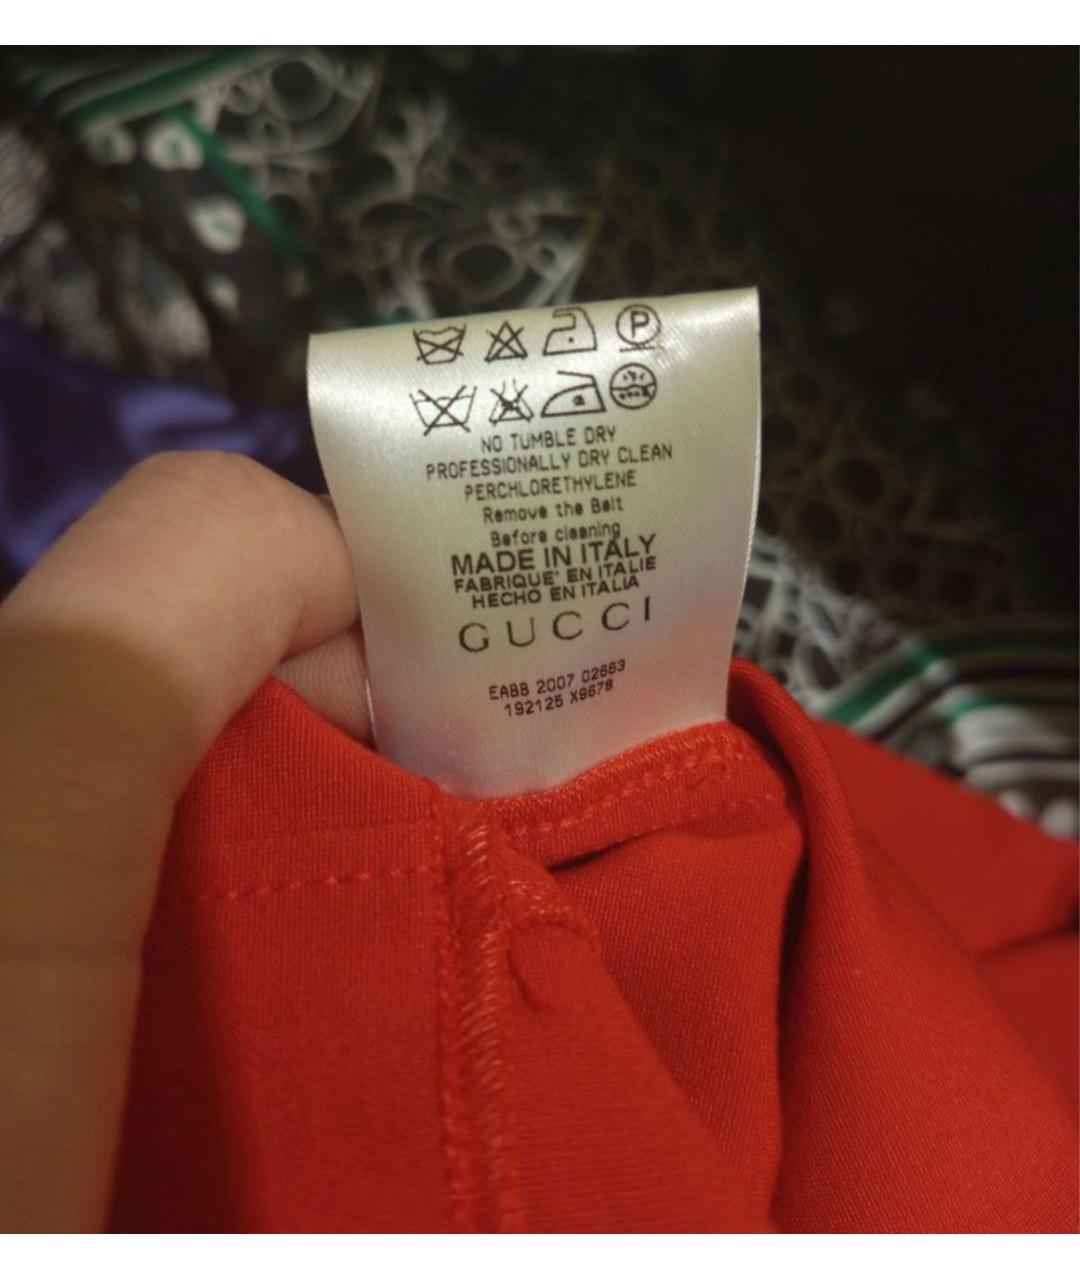 P
NO TUMBLE DRY
PROFESSIONALLY DRY CLEAN
PERCHLORETHYLENE
Remove the Belt
Before cleaning
MADE IN ITALY
FABRIQUE' EN ITALIE
HECHO EN ITALIA
GUCCI
EABB 2007 02663
192125 X9678